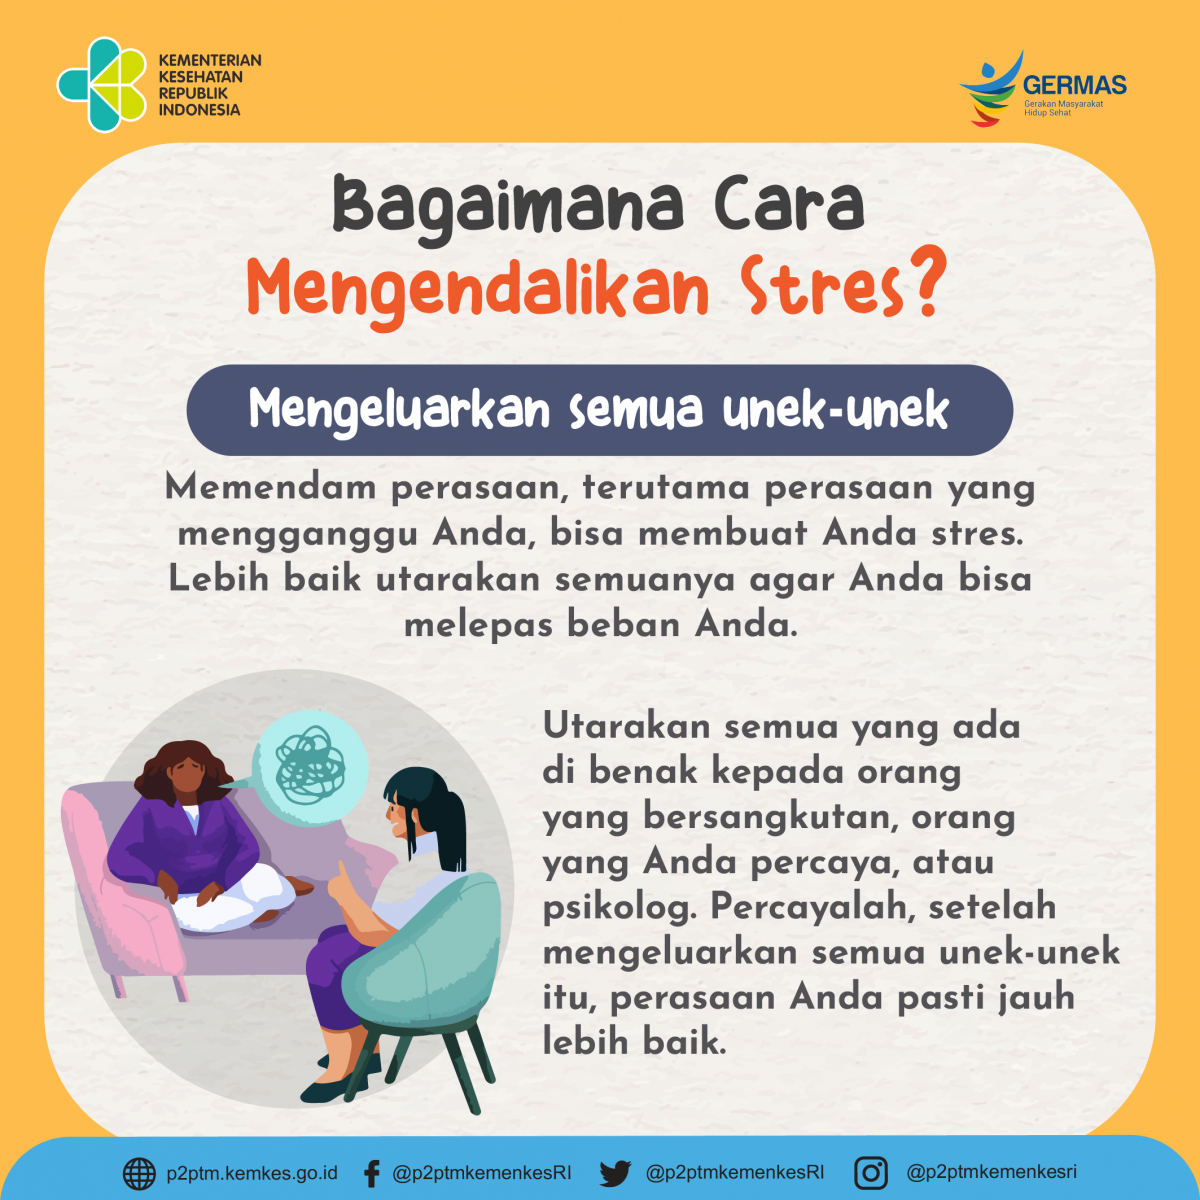 KEMENTERIAN
KESEHATAN
REPUBLIK
INDONESIA
GERMAS
Gerakan Masyarakat
Hidup Sehat
Bagaimana Cara
Mengendalikan Stres?
Mengeluarkan semua unek-unek
Memendam perasaan, terutama perasaan yang
mengganggu Anda, bisa membuat Anda stres.
Lebih baik utarakan semuanya agar Anda bisa
melepas beban Anda.
Utarakan semua yang ada
di benak kepada orang
yang bersangkutan, orang
yang Anda percaya, atau
psikolog. Percayalah, setelah
mengeluarkan semua unek-unek
itu, perasaan Anda pasti jauh
lebih baik.
p2ptm.kemkes.go.id @p2ptmkemenkesRI @p2ptmkemenkesRI @p2ptmkemenkesri